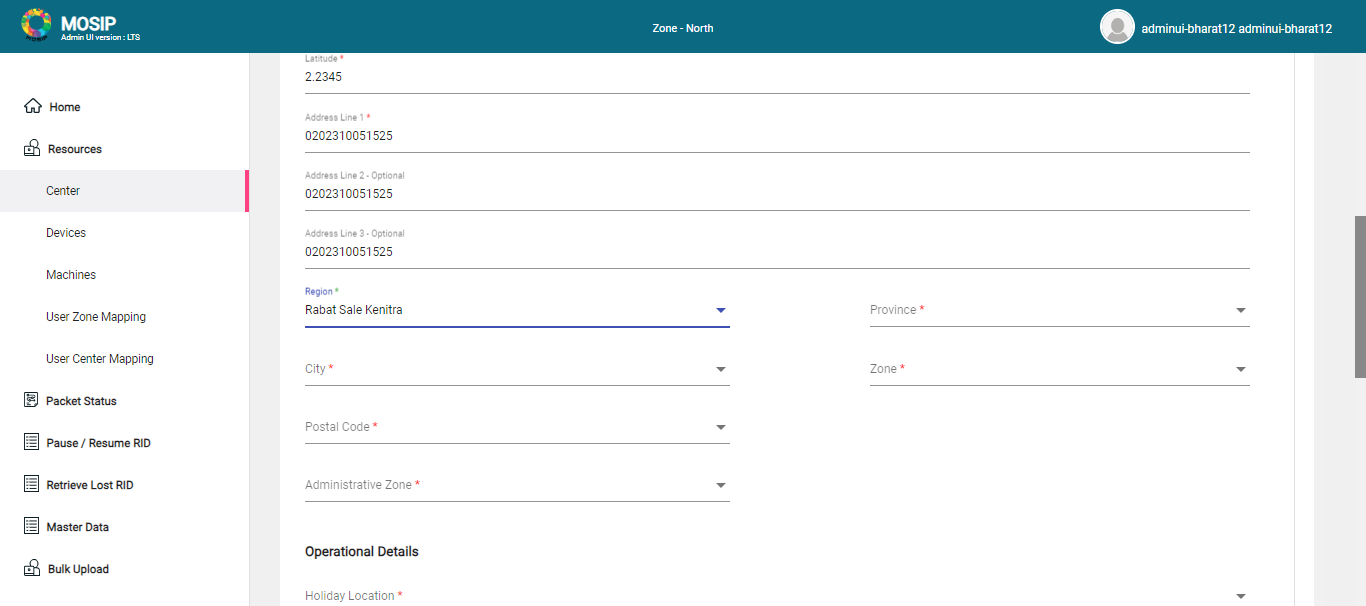 MOSIP
Admin UI version : LTS
Zone - North
adminui-bharat12 adminui-bharat12
Home
Resources
Center
Devices
Machines
User Zone Mapping
User Center Mapping
Packet Status
Pause / Resume RID
Retrieve Lost RID
Master Data
Bulk Upload
Latitude *
2.2345
Address Line 1 *
0202310051525
Address Line 2 - Optional
0202310051525
Address Line 3 - Optional
0202310051525
Region *
Rabat Sale Kenitra
Province *
City *
Zone *
Postal Code *
Administrative Zone *
Operational Details
Holiday Location *